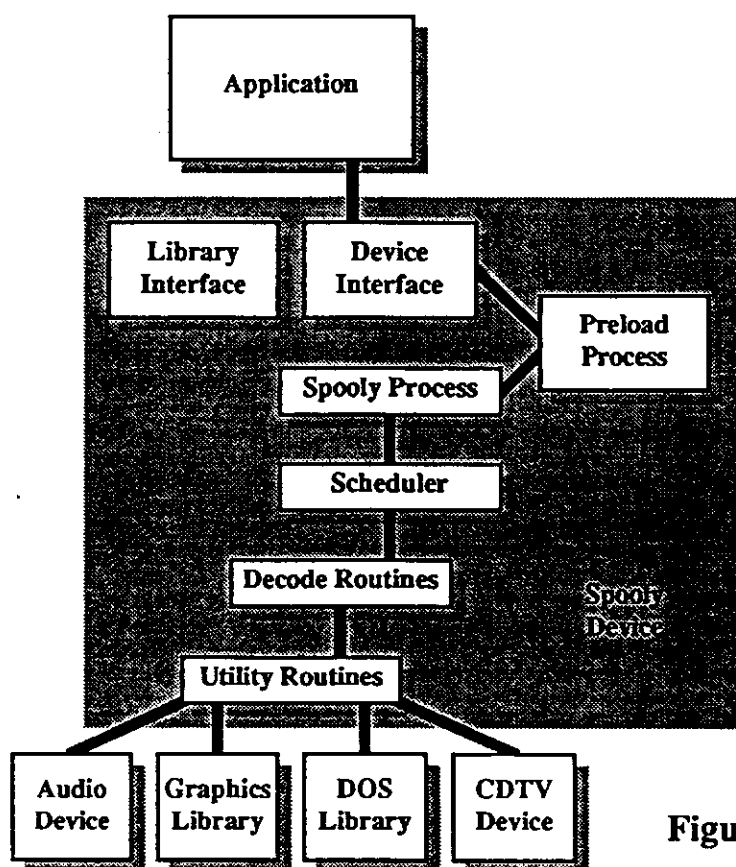 Application
Library
Interface
Device
Interface
Preload
Process
Spooly Process
Scheduler
Decode Routines
Spooly
Device
Utility Routines
Audio
Device
Graphics
Library
DOS
Library
CDTV
Device
Figu